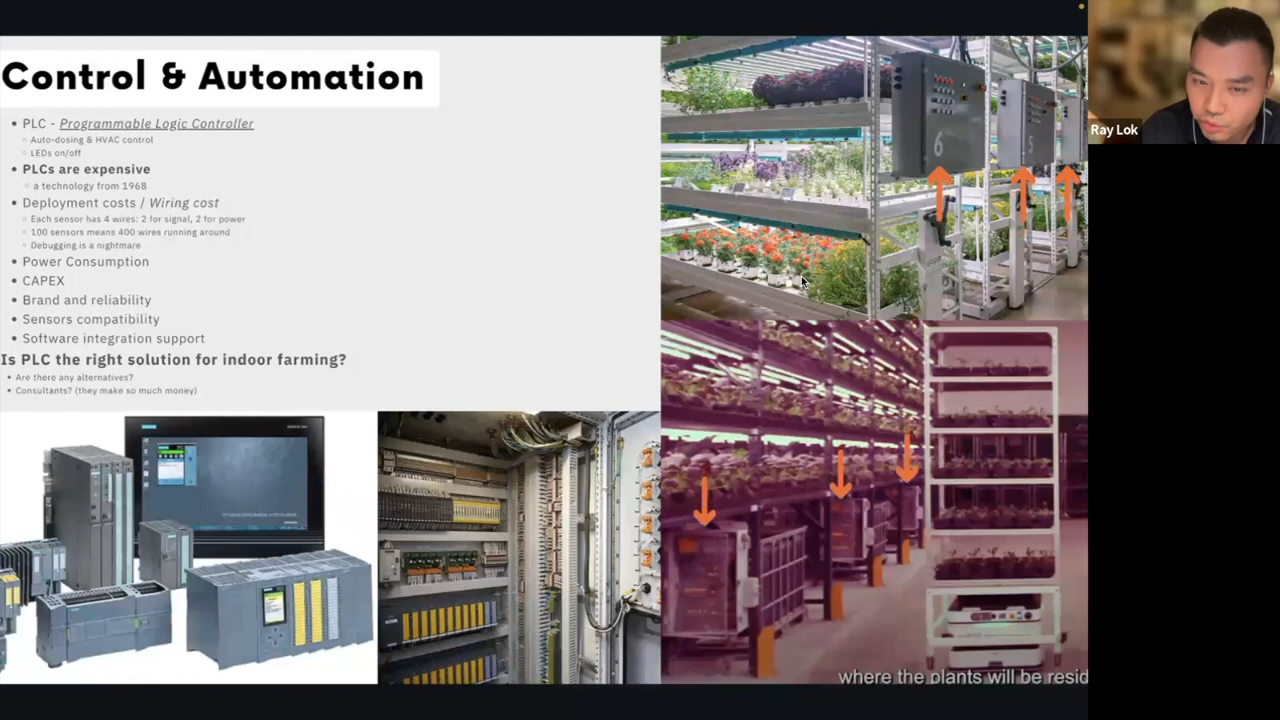 Control & Automation
• PLC - Programmable Logic Controller
○ Auto-dosing & HVAC control
○ LEDs on/off
• PLCs are expensive
○ a technology from 1968
• Deployment costs / Wiring cost
○ Each sensor has 4 wires: 2 for signal, 2 for power
○ 100 sensors means 400 wires running around
○ Debugging is a nightmare
• Power Consumption
• CAPEX
• Brand and reliability
• Sensors compatibility
• Software integration support
Is PLC the right solution for indoor farming?
• Are there any alternatives?
• Consultants? (they make so much money)
6
5
where the plants will be resid
Ray Lok